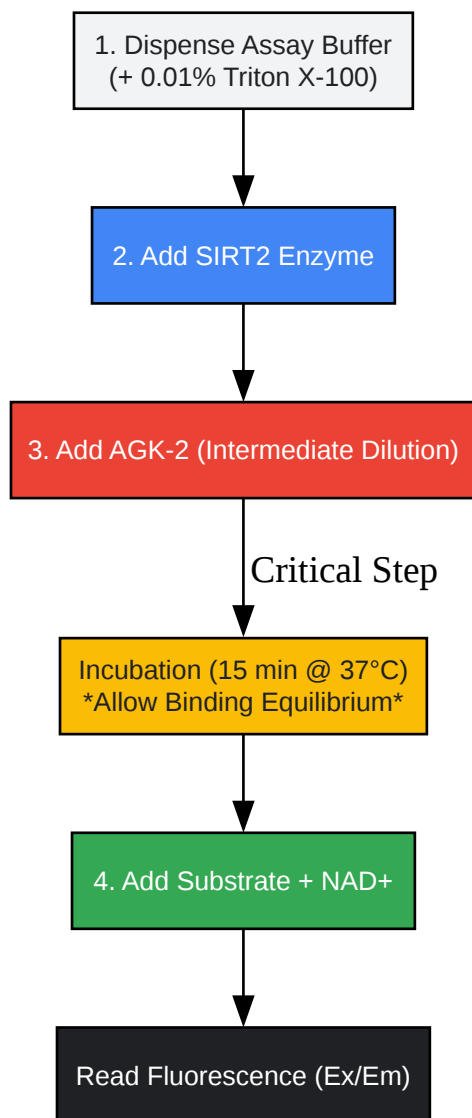 1. Dispense Assay Buffer
(+ 0.01% Triton X-100)
2. Add SIRT2 Enzyme
3. Add AGK-2 (Intermediate Dilution)
Critical Step
Incubation (15 min @ 37°C)
*Allow Binding Equilibrium*
4. Add Substrate + NAD+
Read Fluorescence (Ex/Em)